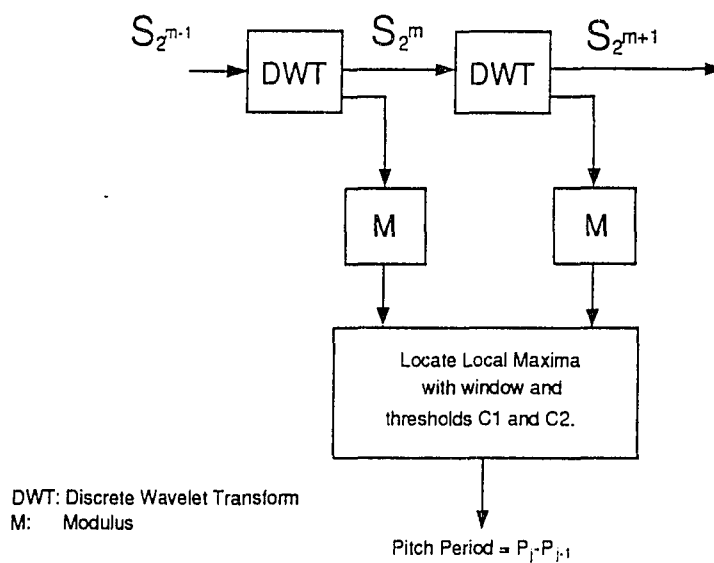 S₂m-1 S₂m S₂m+1
DWT DWT
M M
Locate Local Maxima
with window and
thresholds C1 and C2.
DWT: Discrete Wavelet Transform
M: Modulus
Pitch Period = Pj-Pj-1